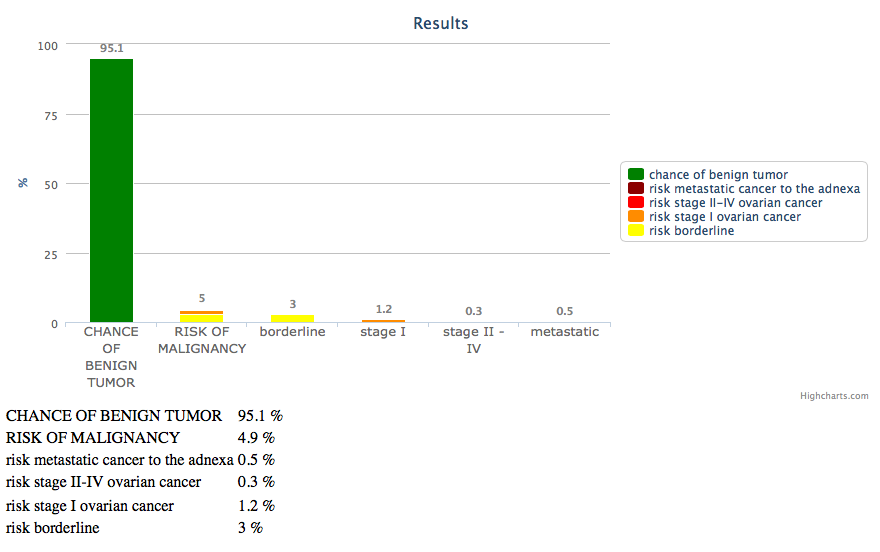 Results
%
100
75
50
25
0
95.1
5
3
1.2
0.3
0.5
CHANCE
OF
BENIGN
TUMOR
RISK OF
MALIGNANCY
borderline
stage I
stage II -
IV
metastatic
chance of benign tumor
risk metastatic cancer to the adnexa
risk stage II-IV ovarian cancer
risk stage I ovarian cancer
risk borderline
Highcharts.com
CHANCE OF BENIGN TUMOR 95.1 %
RISK OF MALIGNANCY 4.9 %
risk metastatic cancer to the adnexa 0.5 %
risk stage II-IV ovarian cancer 0.3 %
risk stage I ovarian cancer 1.2 %
risk borderline 3 %